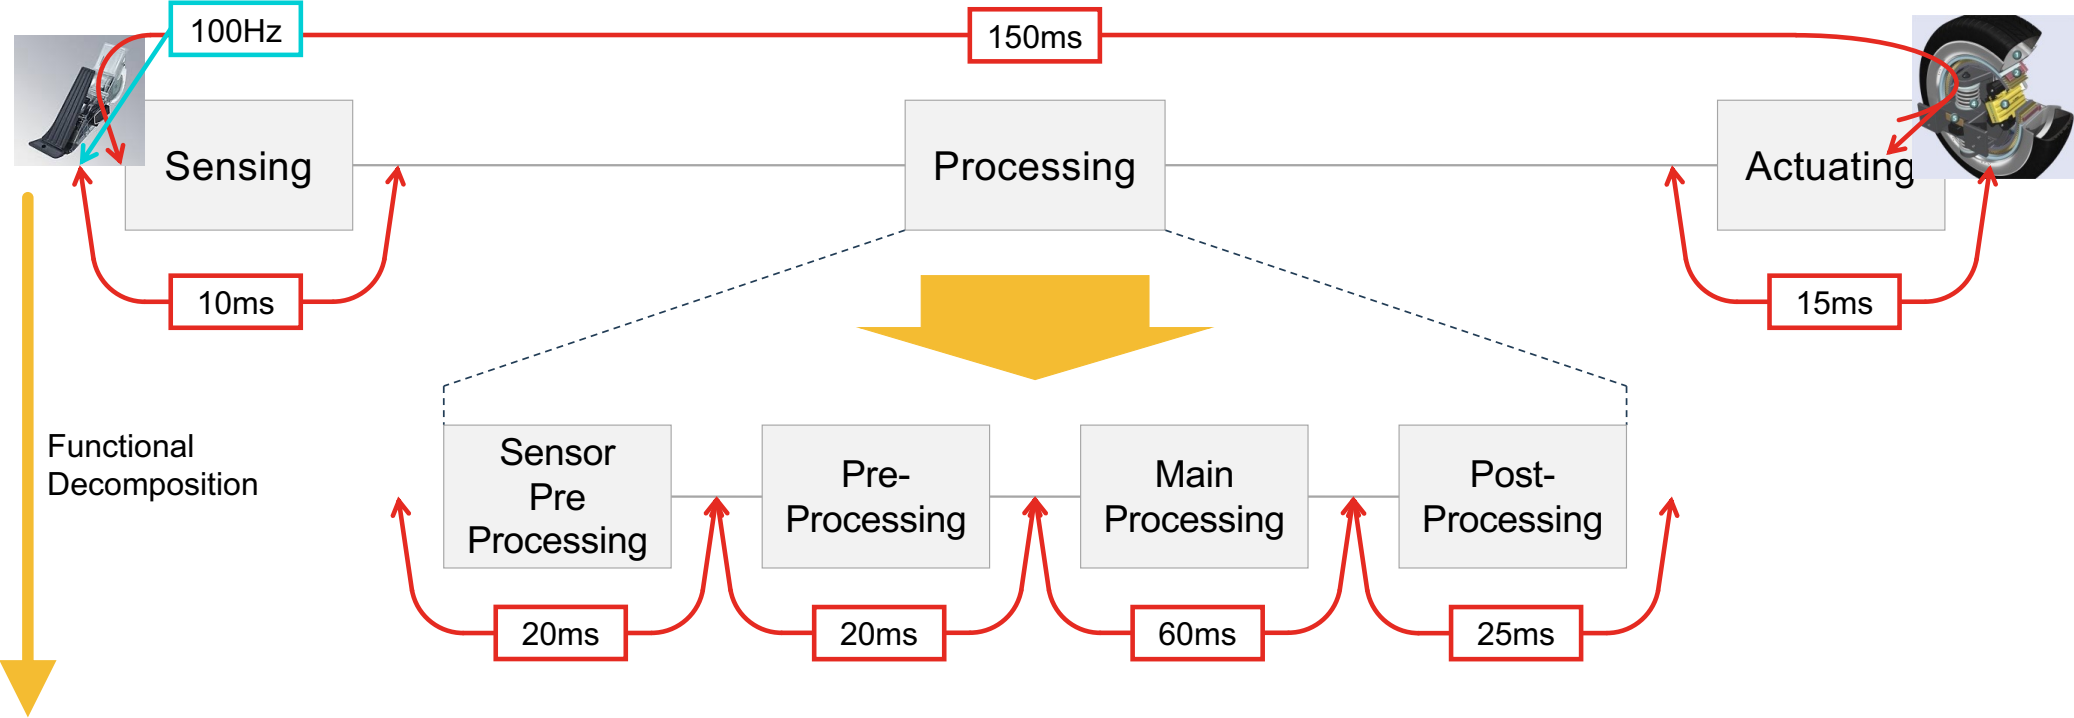 100Hz
150ms
Sensing
Processing
Actuating
10ms
15ms
Functional
Decomposition
Sensor
Pre
Processing
Pre-
Processing
Main
Processing
Post-
Processing
20ms
20ms
60ms
25ms